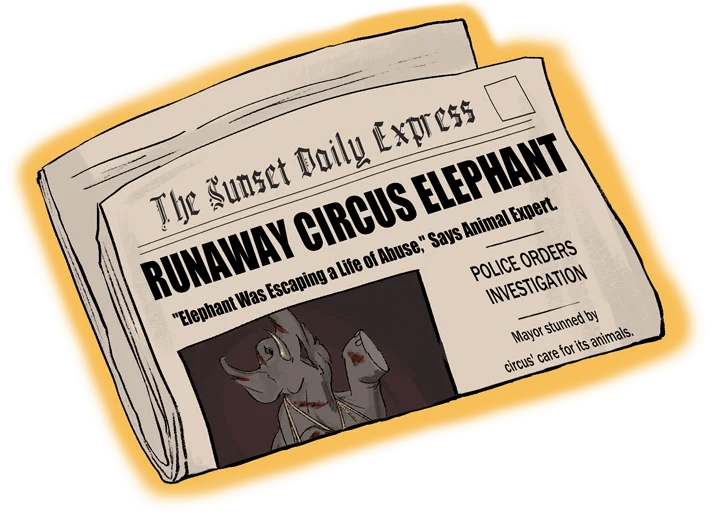 The Sunset Daily Express
RUNAWAY CIRCUS ELEPHANT
"Elephant Was Escaping a Life of Abuse," Says Animal Expert.
POLICE ORDERS
INVESTIGATION
Mayor stunned by
circus' care for its animals.